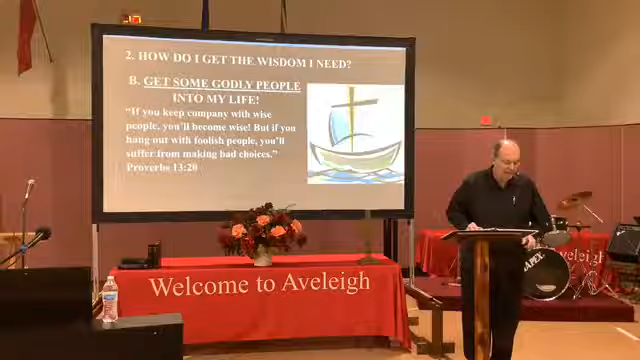 2. HOW DO I GET THE WISDOM I NEED?
B. GET SOME GODLY PEOPLE
INTO MY LIFE!
"If you keep company with wise
people, you'll become wise! But if you
hang out with foolish people, you'll
suffer from making bad choices."
Proverbs 13:20
Welcome to Aveleigh
Aveleigh
APEX